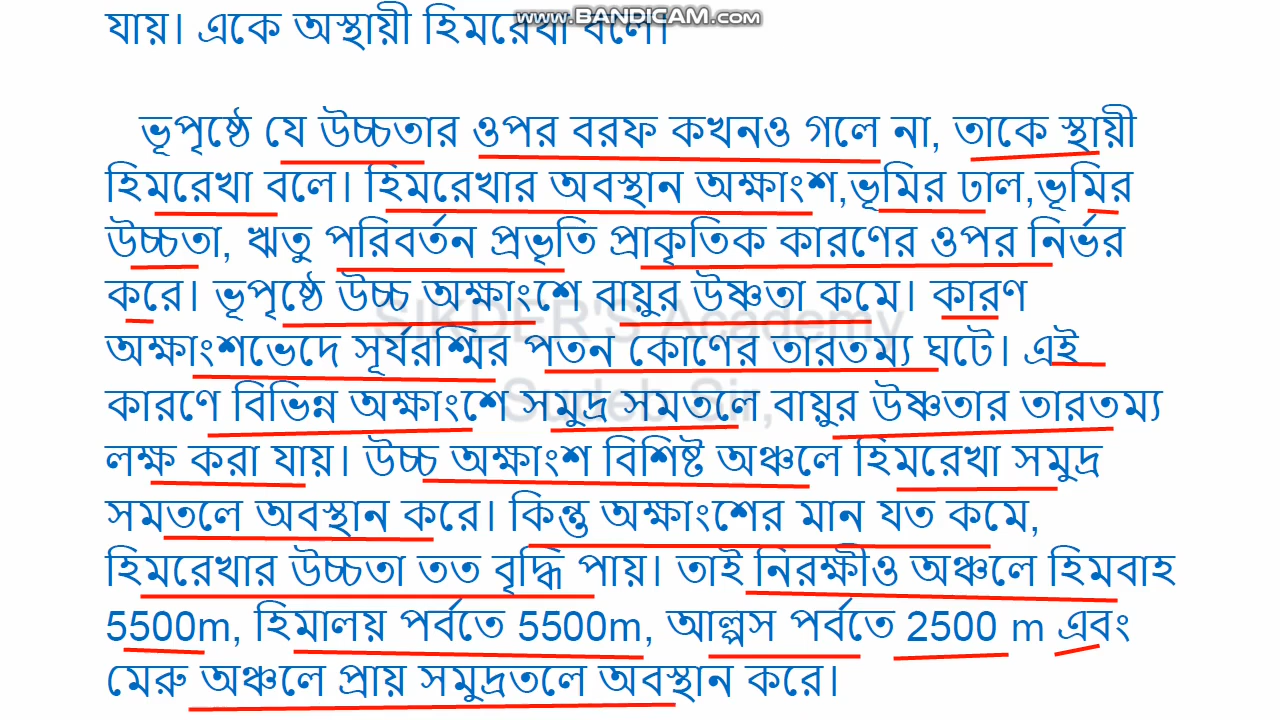 www.BANDICAM.com
যায়। একে অস্থায়ী হিমরেখা বলে।
ভূপৃষ্ঠে যে উচ্চতার ওপর বরফ কখনও গলে না, তাকে স্থায়ী
হিমরেখা বলে। হিমরেখার অবস্থান অক্ষাংশ,ভূমির ঢাল,ভূমির
উচ্চতা, ঋতু পরিবর্তন প্রভৃতি প্রাকৃতিক কারণের ওপর নির্ভর
করে। ভূপৃষ্ঠে উচ্চ অক্ষাংশে বায়ুর উষ্ণতা কমে। কারণ
SIKDER'S Academy
অক্ষাংশভেদে সূর্যরশ্মির পতন কোণের তারতম্য ঘটে। এই
Sudeb Sir,
কারণে বিভিন্ন অক্ষাংশে সমুদ্র সমতলে বায়ুর উষ্ণতার তারতম্য
লক্ষ করা যায়। উচ্চ অক্ষাংশ বিশিষ্ট অঞ্চলে হিমরেখা সমুদ্র
সমতলে অবস্থান করে। কিন্তু অক্ষাংশের মান যত কমে,
হিমরেখার উচ্চতা তত বৃদ্ধি পায়। তাই নিরক্ষীও অঞ্চলে হিমবাহ
5500m, হিমালয় পর্বতে 5500m, আল্পস পর্বতে 2500 m এবং
মেরু অঞ্চলে প্রায় সমুদ্রতলে অবস্থান করে।